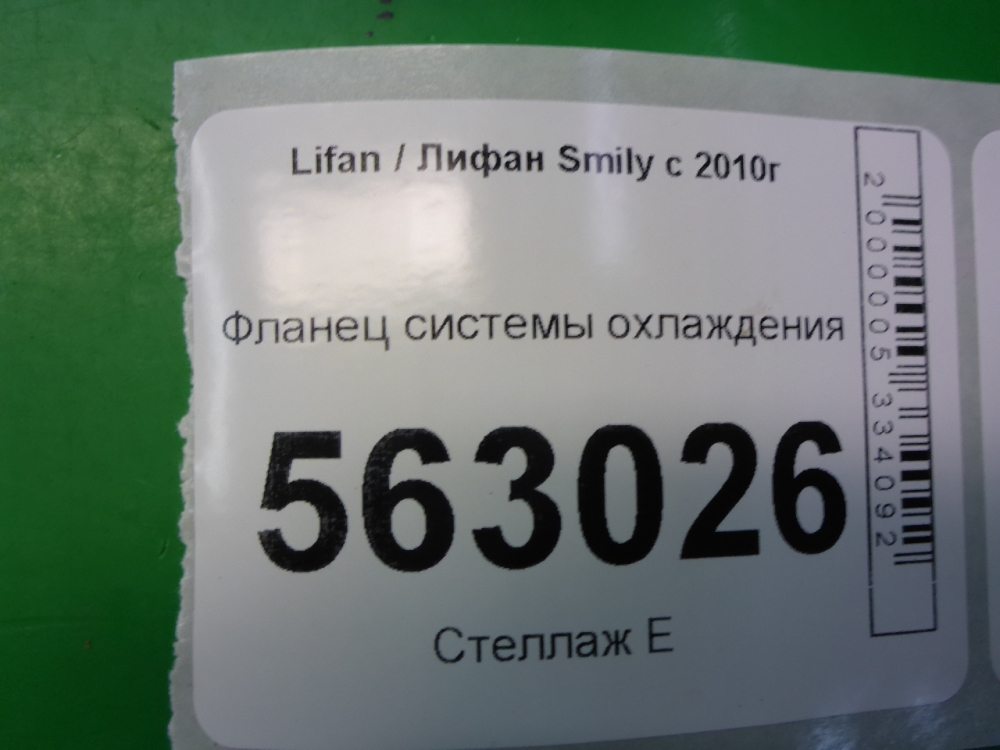 Lifan / Лифан Smily с 2010г
Фланец системы охлаждения
563026
Стеллаж Е
2000005334092